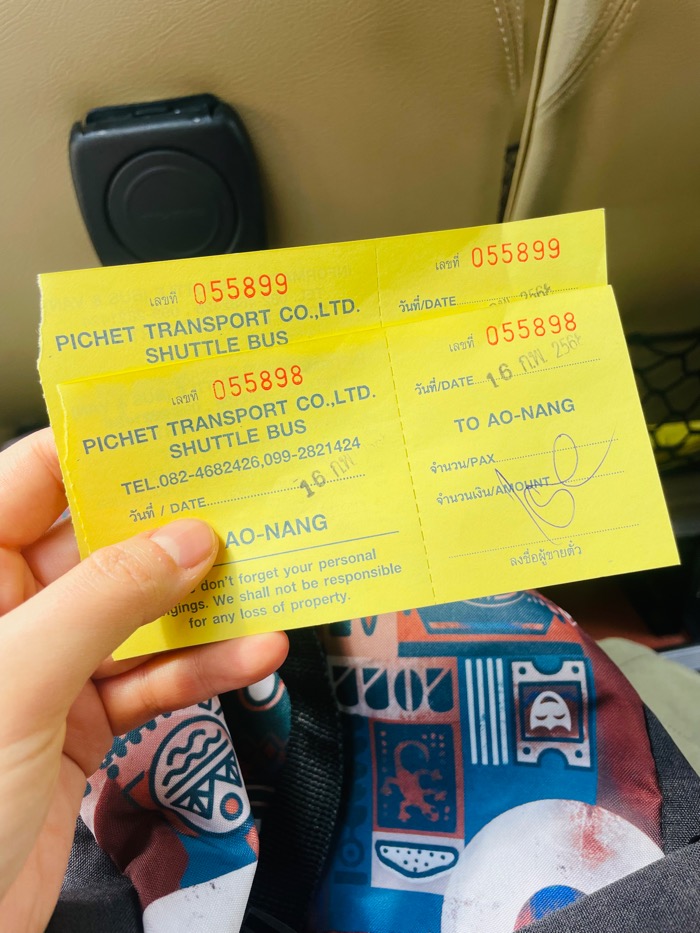 เลขที่ 055899
PICHET TRANSPORT CO.,LTD.
SHUTTLE BUS
เลขที่ 055899
วันที่/DATE
เลขที่ 055898
PICHET TRANSPORT CO.,LTD.
SHUTTLE BUS
TEL.082-4682426,099-2821424
วันที่ / DATE 16 กพ
AO-NANG
don't forget your personal
We shall not be responsible
for any loss of property.
เลขที่ 055898
วันที่/DATE 16 กพ
TO AO-NANG
จำนวน/PAX
จำนวนเงิน/AMOUNT
ลงชื่อผู้ขายตั๋ว